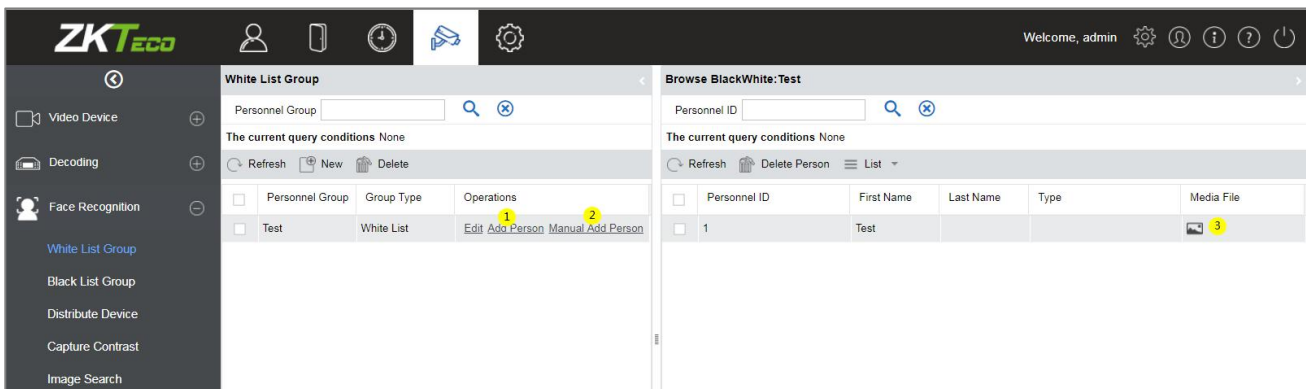 ZKTECO
Welcome, admin
Video Device
Decoding
Face Recognition
White List Group
Black List Group
Distribute Device
Capture Contrast
Image Search
White List Group
Personnel Group
The current query conditions None
Refresh New Delete
Personnel Group Group Type Operations
1 2
Test White List Edit Add Person Manual Add Person
Browse BlackWhite:Test
Personnel ID
The current query conditions None
Refresh Delete Person List
Personnel ID First Name Last Name Type Media File
1 Test 3